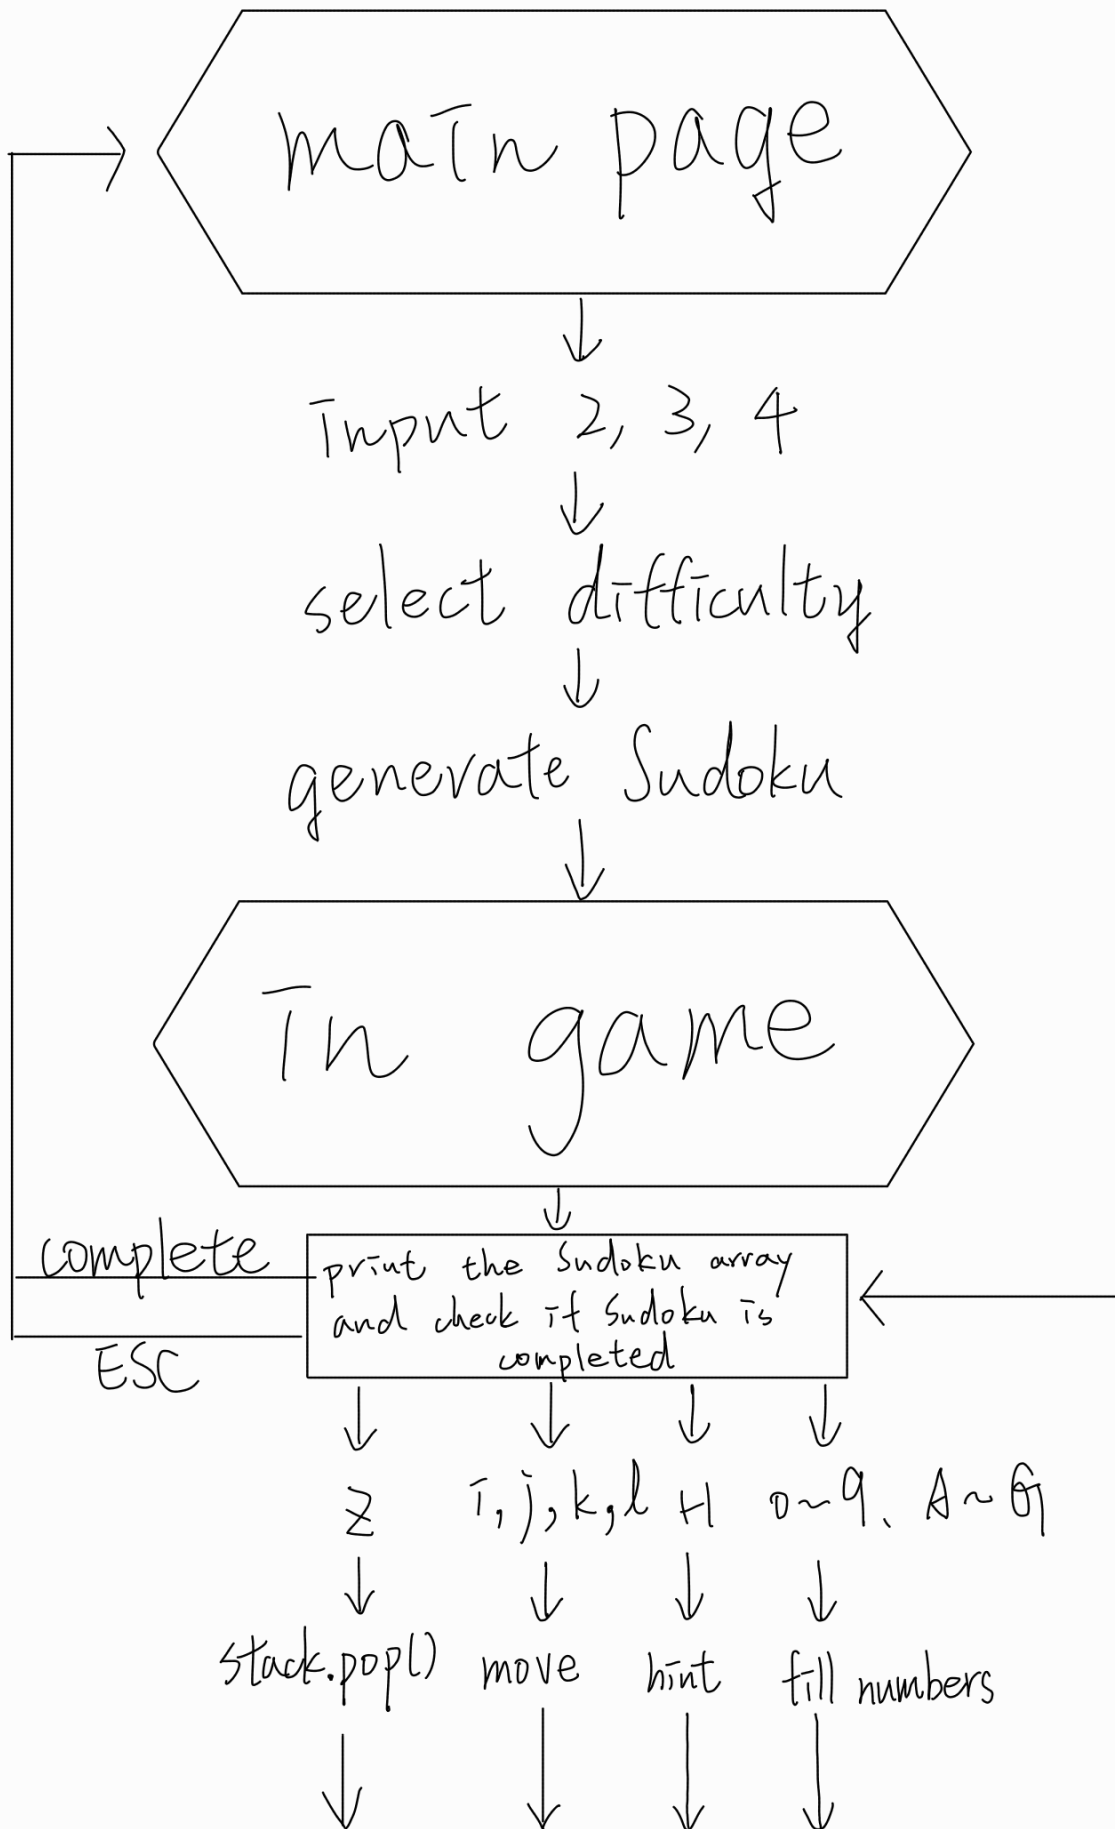 main page
input 2, 3, 4
select difficulty
generate Sudoku
in game
complete
print the Sudoku array
and check if Sudoku is
completed
ESC
Z
i, j, k, l
H
0~9、A~G
stack.pop()
move
hint
fill numbers